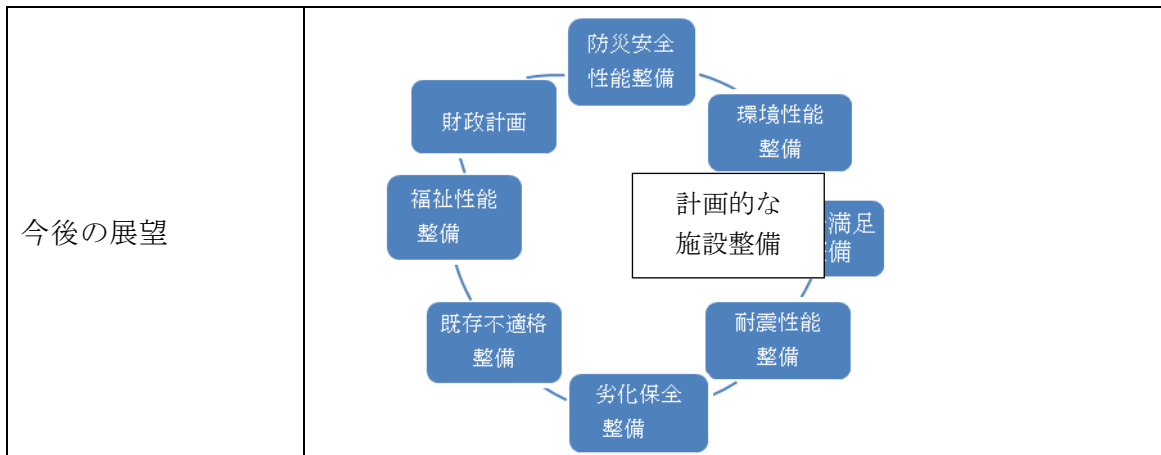 今後の展望
防災安全
性能整備
環境性能
整備
満足
備
耐震性能
整備
劣化保全
整備
既存不適格
整備
福祉性能
整備
財政計画
計画的な
施設整備